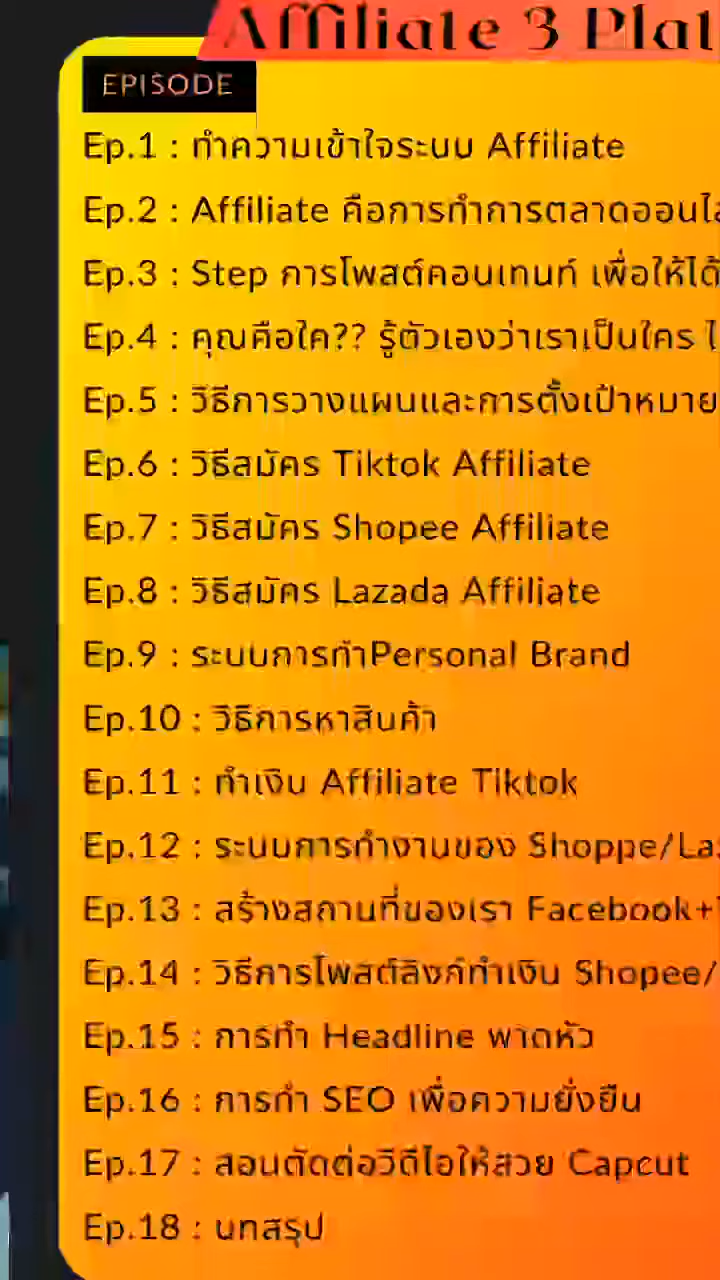 Affiliate 3 Plat
EPISODE
Ep.1 : ทำความเข้าใจระบบ Affiliate
Ep.2 : Affiliate คือการทำการตลาดออนไล
Ep.3 : Step การโพสต์คอนเทนท์ เพื่อให้ได้
Ep.4 : คุณคือใค?? รู้ตัวเองว่าเราเป็นใคร ไ
Ep.5 : วิธีการวางแผนและการตั้งเป้าหมาย
Ep.6 : วิธีสมัคร Tiktok Affiliate
Ep.7 : วิธีสมัคร Shopee Affiliate
Ep.8 : วิธีสมัคร Lazada Affiliate
Ep.9 : ระบบการทำPersonal Brand
Ep.10 : วิธีการหาสินค้า
Ep.11 : ทำเงิน Affiliate Tiktok
Ep.12 : ระบบการทำงานของ Shoppe/Laz
Ep.13 : สร้างสถานที่ของเรา Facebook+
Ep.14 : วิธีการโพสต์ลิงก์ทำเงิน Shopee/
Ep.15 : การทำ Headline พาดหัว
Ep.16 : การทำ SEO เพื่อความยั่งยืน
Ep.17 : สอนตัดต่อวิดีโอให้สวย Capcut
Ep.18 : บทสรุป